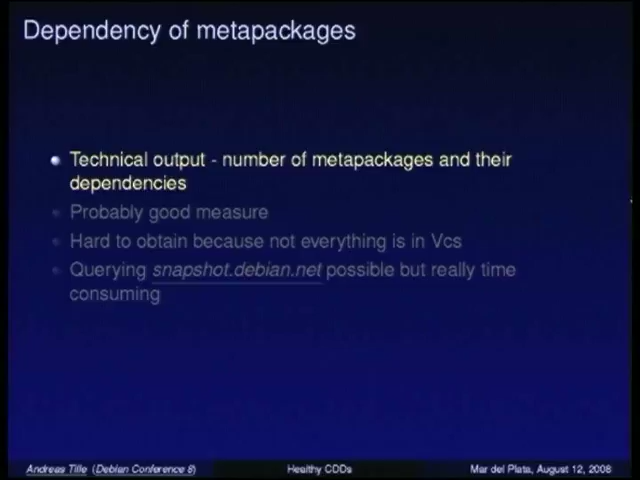 Dependency of metapackages
Technical output - number of metapackages and their
dependencies
Probably good measure
Hard to obtain because not everything is in Vcs
Querying snapshot.debian.net possible but really time
consuming
Andreas Tille (Debian Conference 8) Healthy CDDs Mar del Plata, August 12, 2008